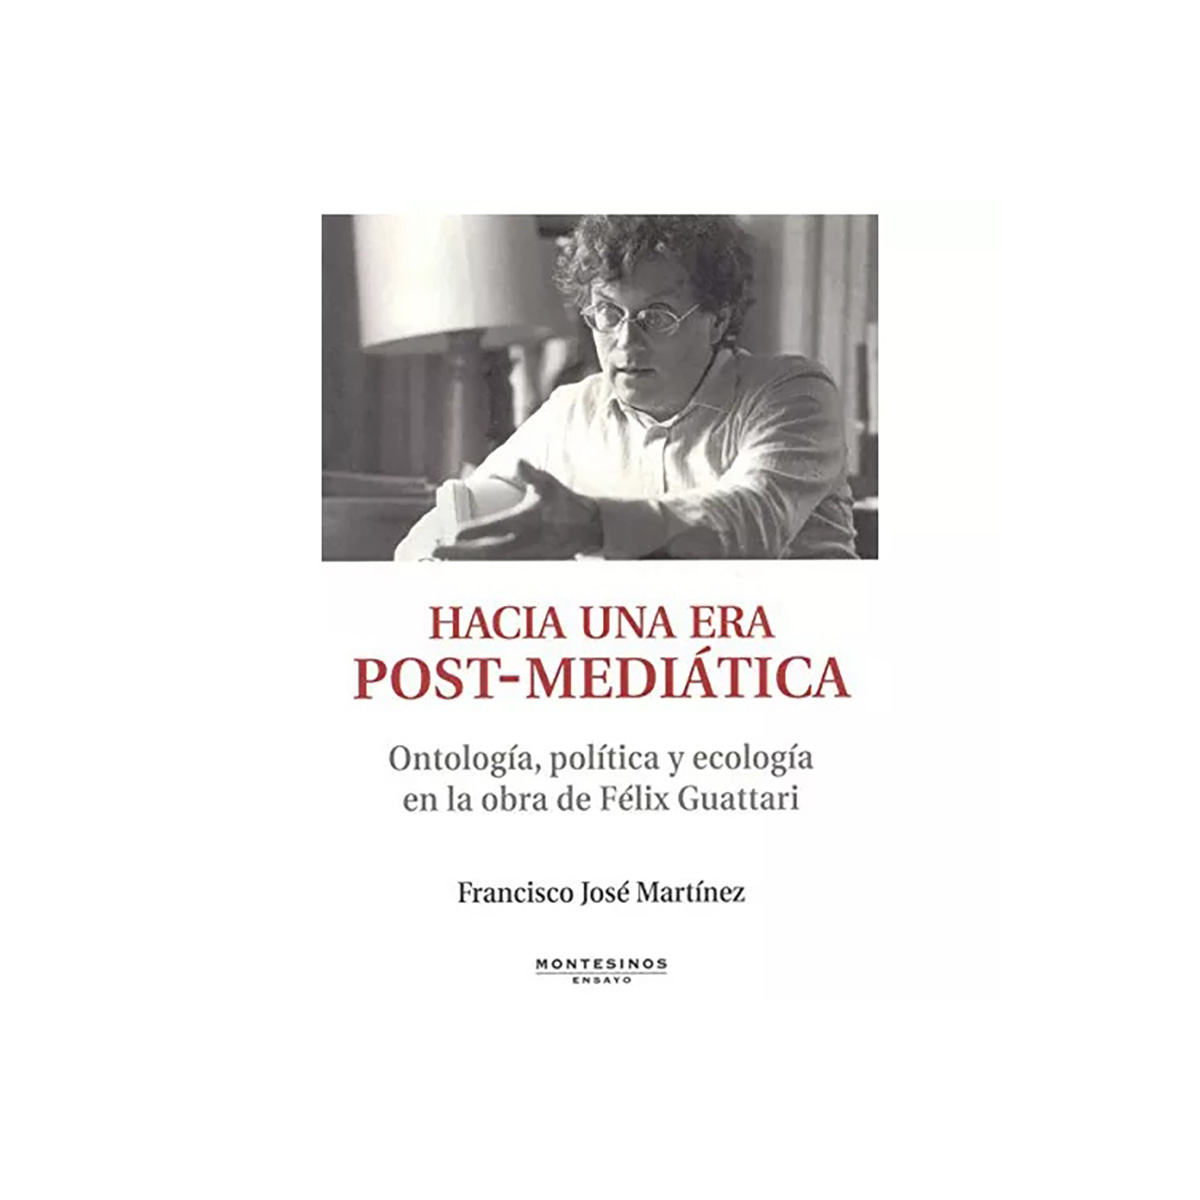 HACIA UNA ERA
POST-MEDIÁTICA
Ontología, política y ecología
en la obra de Félix Guattari
Francisco José Martínez
MONTESINOS
ENSAYO